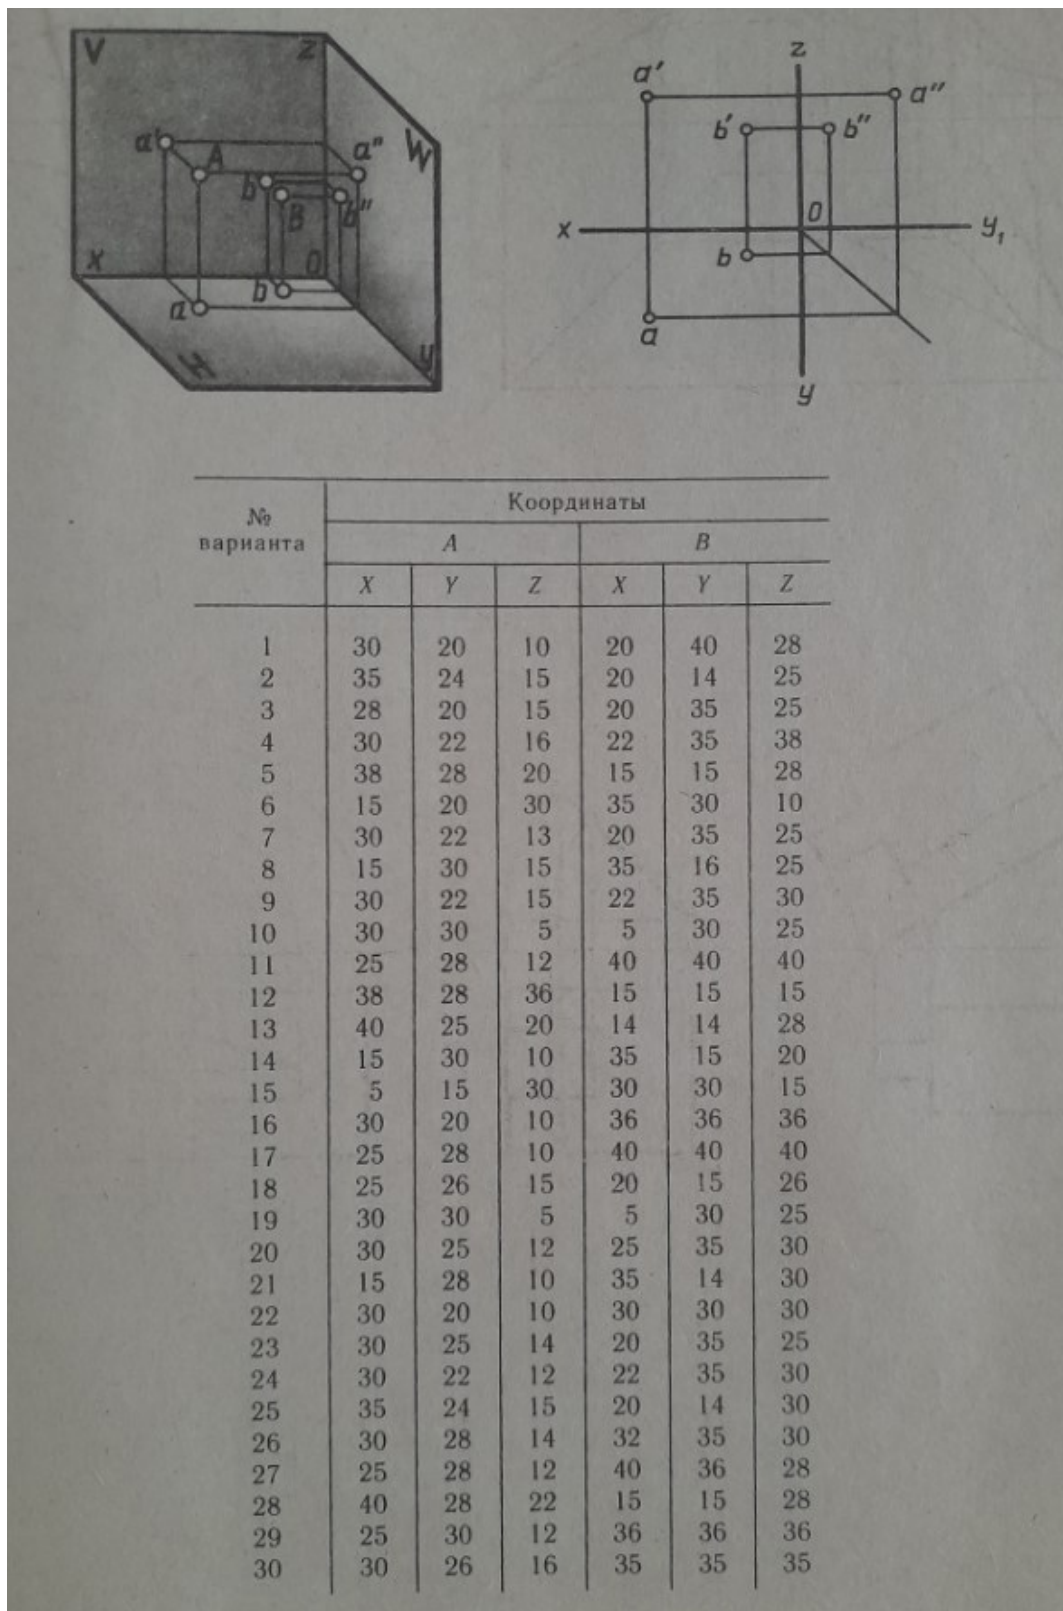 V Z
a' A a" W
b B b"
X O
a b
H y
z
a' a"
b' b"
x O y₁
b
a
y
№ варианта Координаты
A B
X Y Z X Y Z
1 30 20 10 20 40 28
2 35 24 15 20 14 25
3 28 20 15 20 35 25
4 30 22 16 22 35 38
5 38 28 20 15 15 28
6 15 20 30 35 30 10
7 30 22 13 20 35 25
8 15 30 15 35 16 25
9 30 22 15 22 35 30
10 30 30 5 5 30 25
11 25 28 12 40 40 40
12 38 28 36 15 15 15
13 40 25 20 14 14 28
14 15 30 10 35 15 20
15 5 15 30 30 30 15
16 30 20 10 36 36 36
17 25 28 10 40 40 40
18 25 26 15 20 15 26
19 30 30 5 5 30 25
20 30 25 12 25 35 30
21 15 28 10 35 14 30
22 30 20 10 30 30 30
23 30 25 14 20 35 25
24 30 22 12 22 35 30
25 35 24 15 20 14 30
26 30 28 14 32 35 30
27 25 28 12 40 36 28
28 40 28 22 15 15 28
29 25 30 12 36 36 36
30 30 26 16 35 35 35